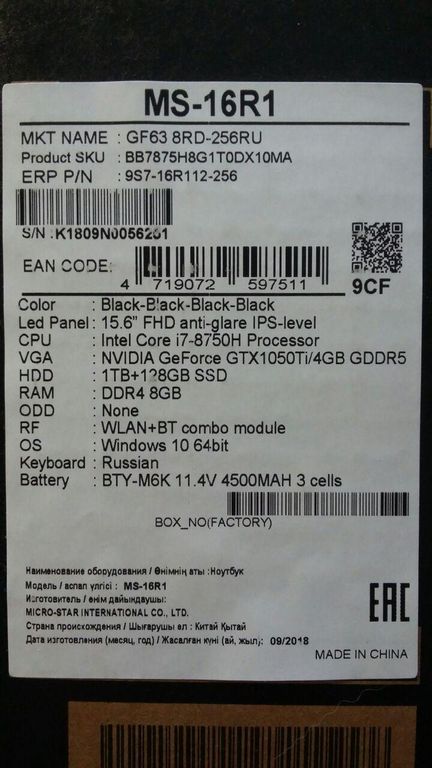 MS-16R1
MKT NAME : GF63 8RD-256RU
Product SKU : BB7875H8G1T0DX10MA
ERP P/N : 9S7-16R112-256
S/N :K1809N0056261
EAN CODE:
4 719072 597511
9CF
Color : Black-Black-Black-Black
Led Panel : 15.6" FHD anti-glare IPS-level
CPU : Intel Core i7-8750H Processor
VGA : NVIDIA GeForce GTX1050Ti/4GB GDDR5
HDD : 1TB+128GB SSD
RAM : DDR4 8GB
ODD : None
RF : WLAN+BT combo module
OS : Windows 10 64bit
Keyboard : Russian
Battery : BTY-M6K 11.4V 4500MAH 3 cells
BOX_NO(FACTORY)
Наименование оборудования / Өнімнің аты :Ноутбук
Модель / аспап үлгісі : MS-16R1
Изготовитель / өнім дайындаушы:
MICRO-STAR INTERNATIONAL CO., LTD.
Страна происхождения / Шығарушы ел : Китай Қытай
Дата изготовления (месяц, год) / Жасалған күні (ай, жыл): 09/2018
EAC
MADE IN CHINA